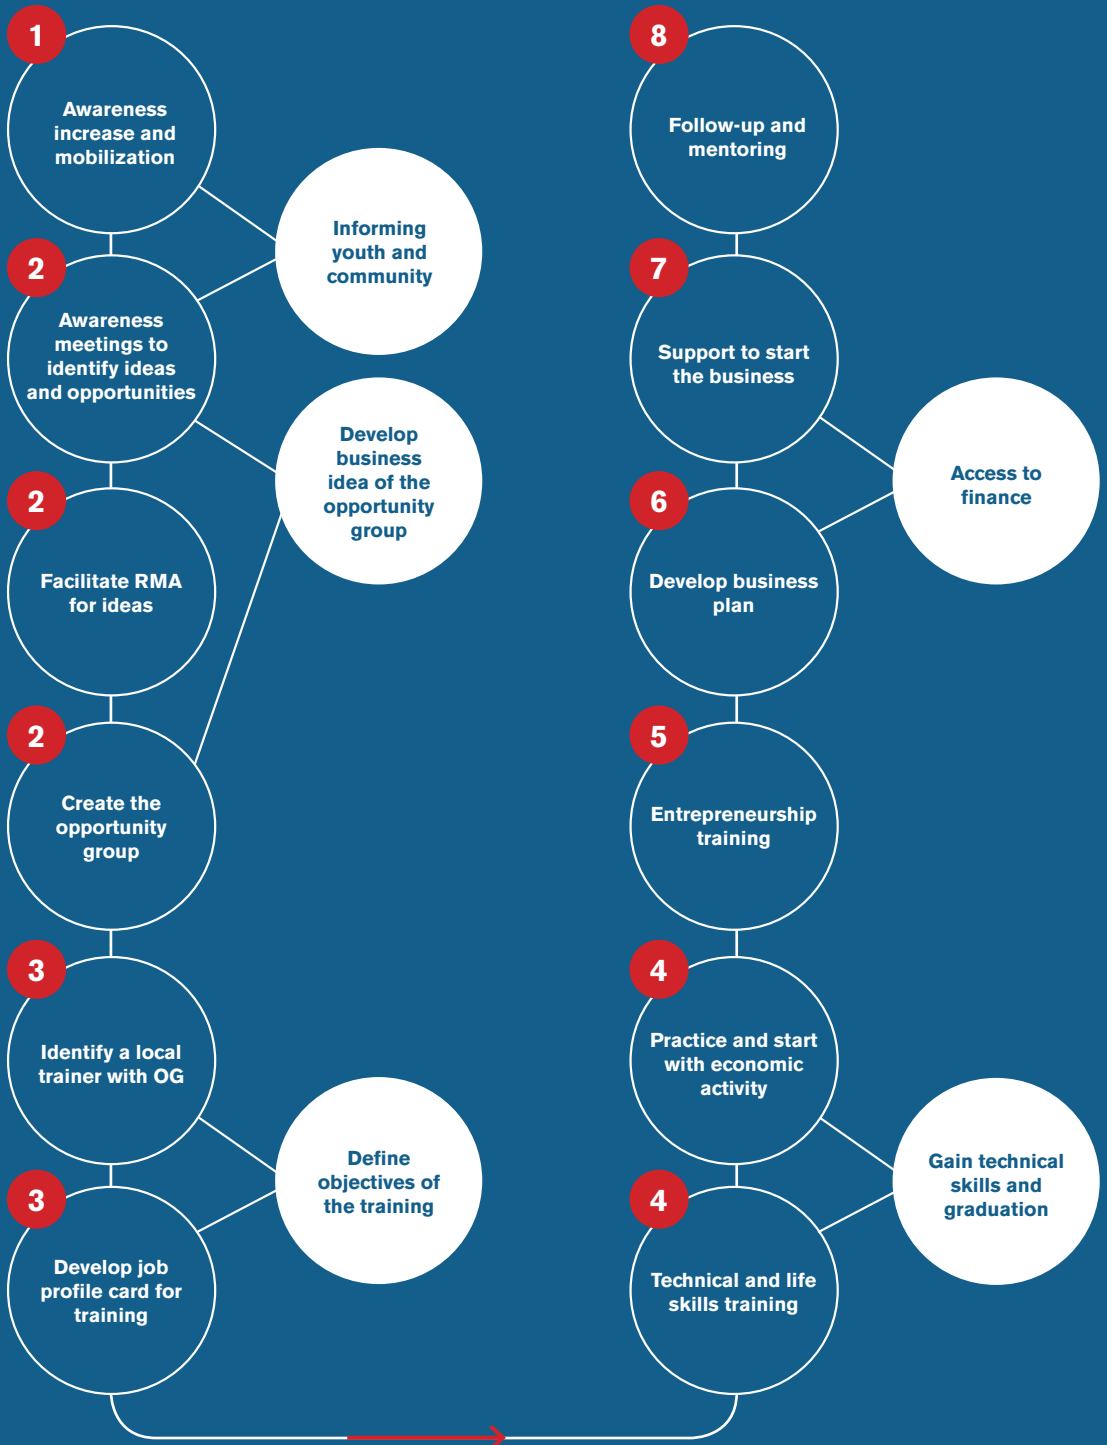 1
Awareness
increase and
mobilization
Informing
youth and
community
2
Awareness
meetings to
identify ideas
and opportunities
Develop
business
idea of the
opportunity
group
2
Facilitate RMA
for ideas
2
Create the
opportunity
group
3
Identify a local
trainer with OG
Define
objectives of
the training
3
Develop job
profile card for
training
8
Follow-up and
mentoring
7
Support to start
the business
Access to
finance
6
Develop business
plan
5
Entrepreneurship
training
4
Practice and start
with economic
activity
Gain technical
skills and
graduation
4
Technical and life
skills training